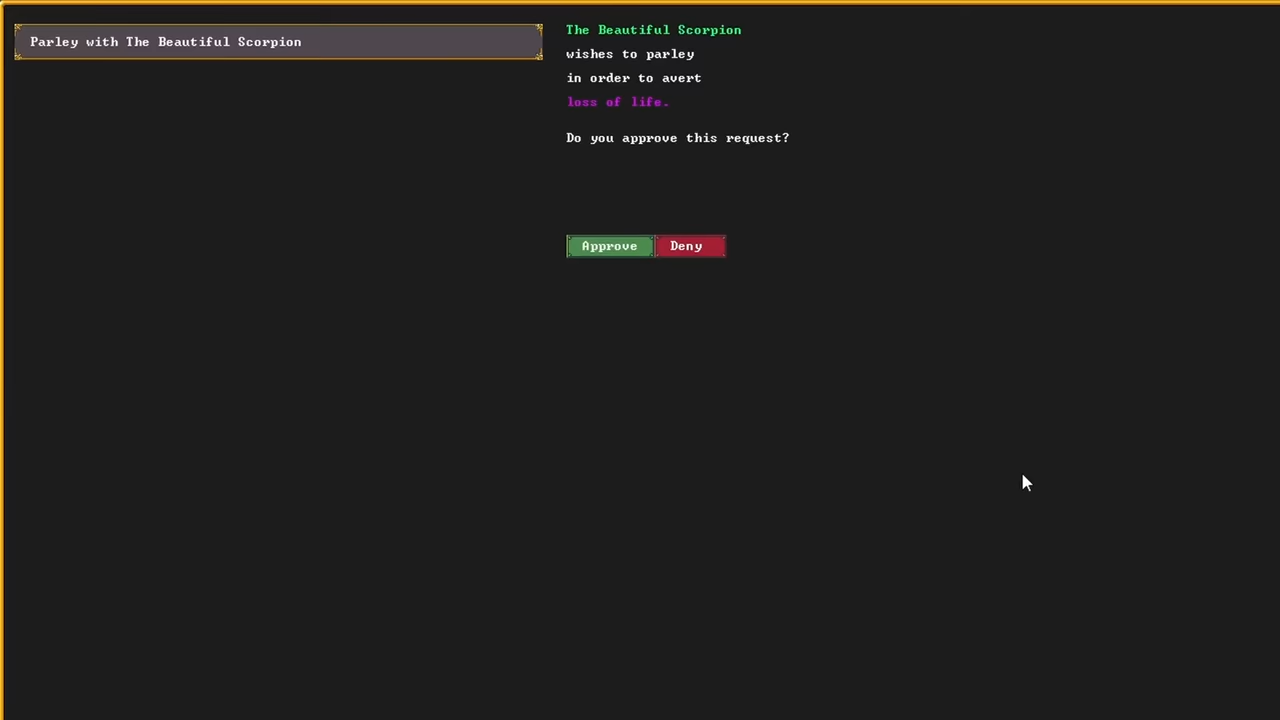 Parley with The Beautiful Scorpion
The Beautiful Scorpion
wishes to parley
in order to avert
loss of life.
Do you approve this request?
Approve
Deny